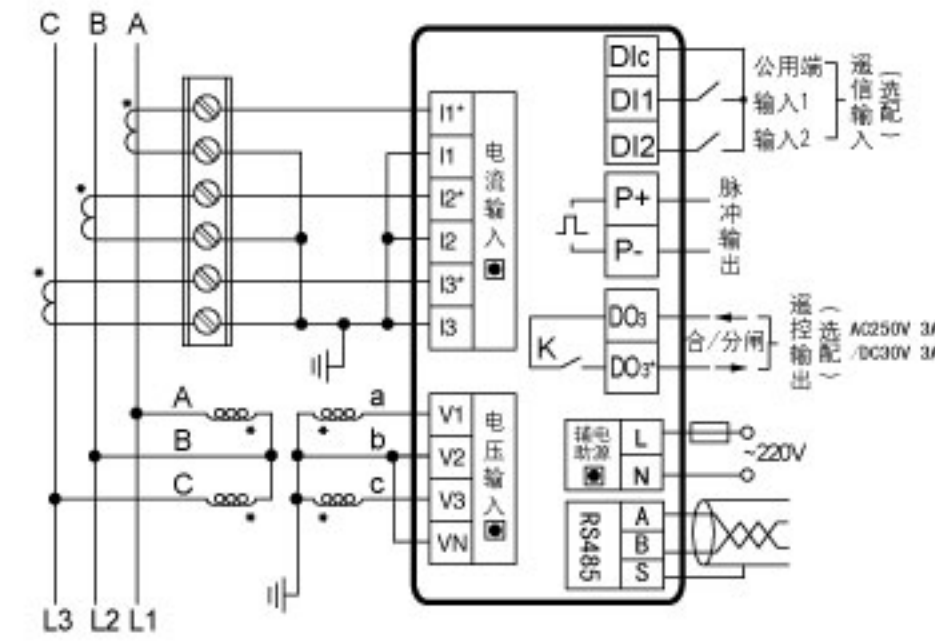 C B A
I1*
I1
I2*
I2
I3*
I3
电流输入
DIc
DI1
DI2
公用端
输入1
输入2
遥信输入
(选配)
P+
P-
脉冲输出
K
DO3
DO3*
合/分闸
遥控输出
(选配)
AC250V 3A
/DC30V 3A
A
B
C
a
b
c
V1
V2
V3
VN
电压输入
辅助电源
L
N
~220V
RS485
A
B
S
L3 L2 L1